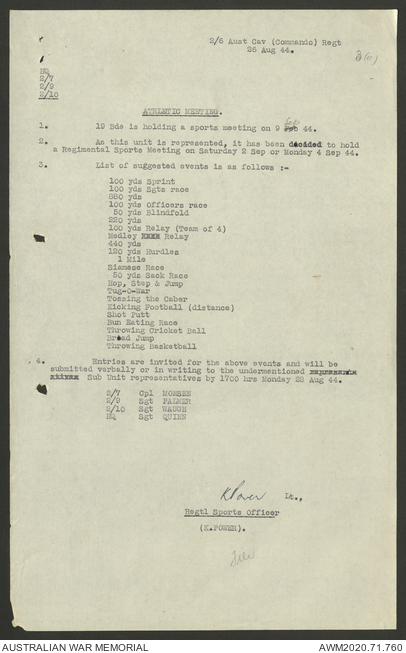 2/6 Aust Cav (Commando) Regt
26 Aug 44.
HQ
2/7
2/9
2/10
ATHLETIC MEETING.
1. 19 Bde is holding a sports meeting on 9 Sep 44.
2. As this unit is represented, it has been decided to hold
a Regimental Sports Meeting on Saturday 2 Sep or Monday 4 Sep 44.
3. List of suggested events is as follows :-
100 yds Sprint
100 yds Sgts race
880 yds
100 yds Officers race
50 yds Blindfold
220 yds
100 yds Relay (Team of 4)
Medley Relay
440 yds
120 yds Hurdles
1 Mile
Siamese Race
50 yds Sack Race
Hop, Step & Jump
Tug-O-War
Tossing the Caber
Kicking Football (distance)
Shot Putt
Bun Eating Race
Throwing Cricket Ball
Broad Jump
Throwing Basketball
4. Entries are invited for the above events and will be
submitted verbally or in writing to the undermentioned
Sub Unit representatives by 1700 hrs Monday 28 Aug 44.
2/7 Cpl MONSEN
2/9 Sgt PALMER
2/10 Sgt WAUGH
HQ Sgt QUINN
KPower Lt.,
Regtl Sports Officer
(K.POWER).
AUSTRALIAN WAR MEMORIAL
AWM2020.71.760